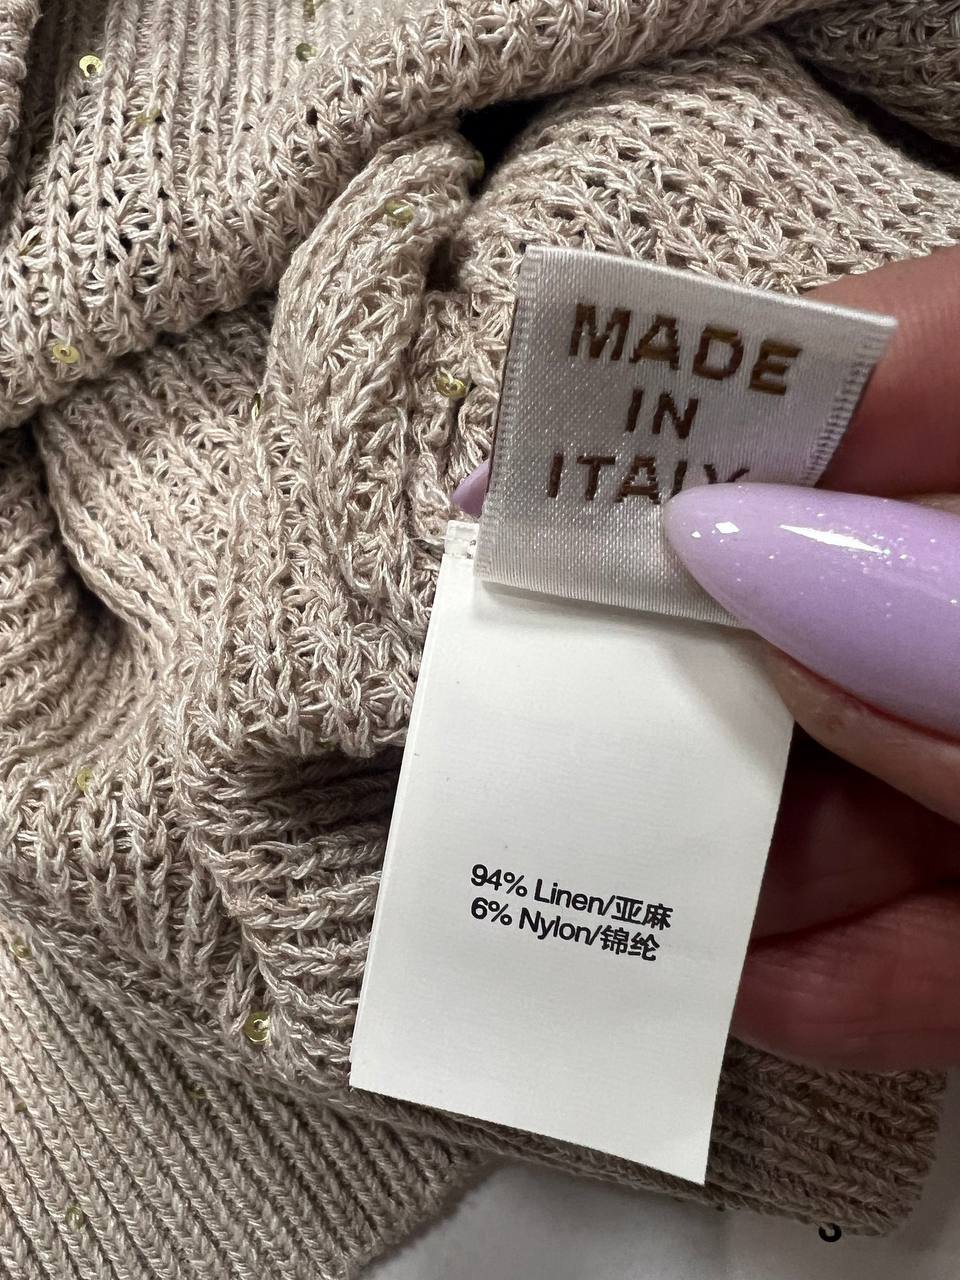 MADE
IN
ITALY
94% Linen/亚麻
6% Nylon/锦纶